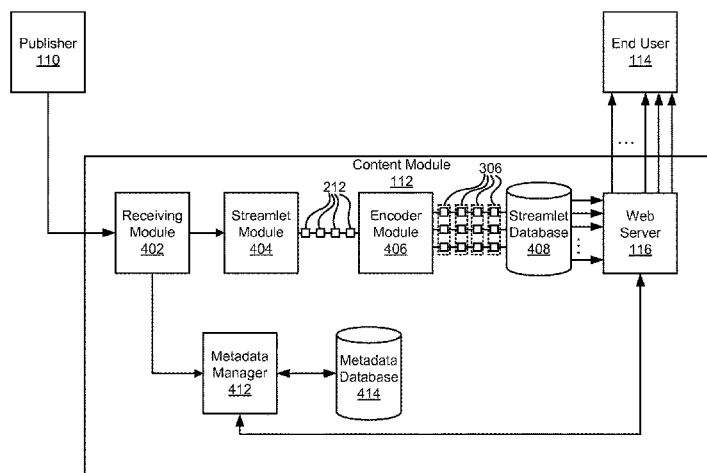 Publisher
110
End User
114
...
Content Module
112
212
306
Receiving
Module
402
Streamlet
Module
404
Encoder
Module
406
Streamlet
Database
408
Web
Server
116
Metadata
Manager
412
Metadata
Database
414